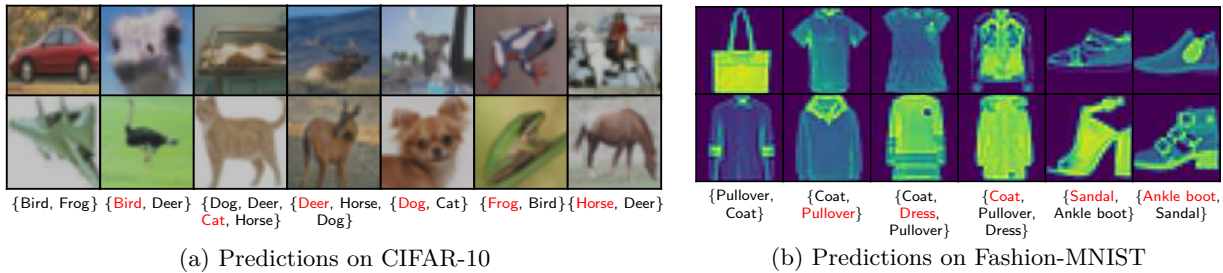 {Bird, Frog} {Bird, Deer} {Dog, Deer, {Deer, Horse, {Dog, Cat} {Frog, Bird} {Horse, Deer}
Cat, Horse} Dog}
(a) Predictions on CIFAR-10
{Pullover, {Coat, {Coat, {Coat, {Sandal, {Ankle boot,
Coat} Pullover} Dress, Pullover, Ankle boot} Sandal}
Pullover} Dress}
(b) Predictions on Fashion-MNIST